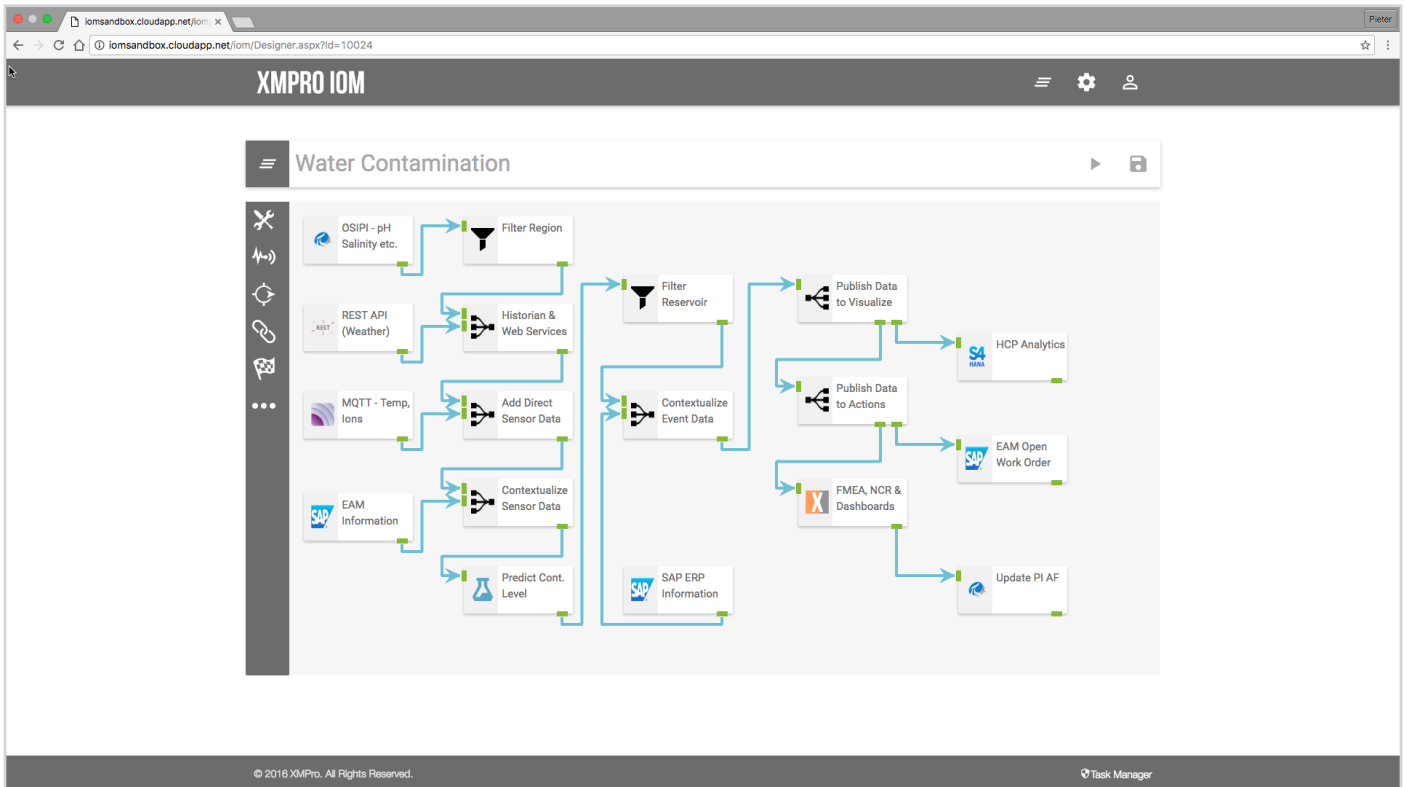 iomsandbox.cloudapp.net/iom/
Pieter
iomsandbox.cloudapp.net/iom/Designer.aspx?Id=10024
XMPRO IOM
Water Contamination
OSIPI - pH
Salinity etc.
Filter Region
REST
REST API
(Weather)
Historian &
Web Services
Filter
Reservoir
Publish Data
to Visualize
S4
HANA
HCP Analytics
MQTT - Temp,
Ions
Add Direct
Sensor Data
Contextualize
Event Data
Publish Data
to Actions
SAP
EAM Open
Work Order
SAP
EAM
Information
Contextualize
Sensor Data
X
FMEA, NCR &
Dashboards
Predict Cont.
Level
SAP
SAP ERP
Information
Update PI AF
© 2016 XMPro. All Rights Reserved.
Task Manager